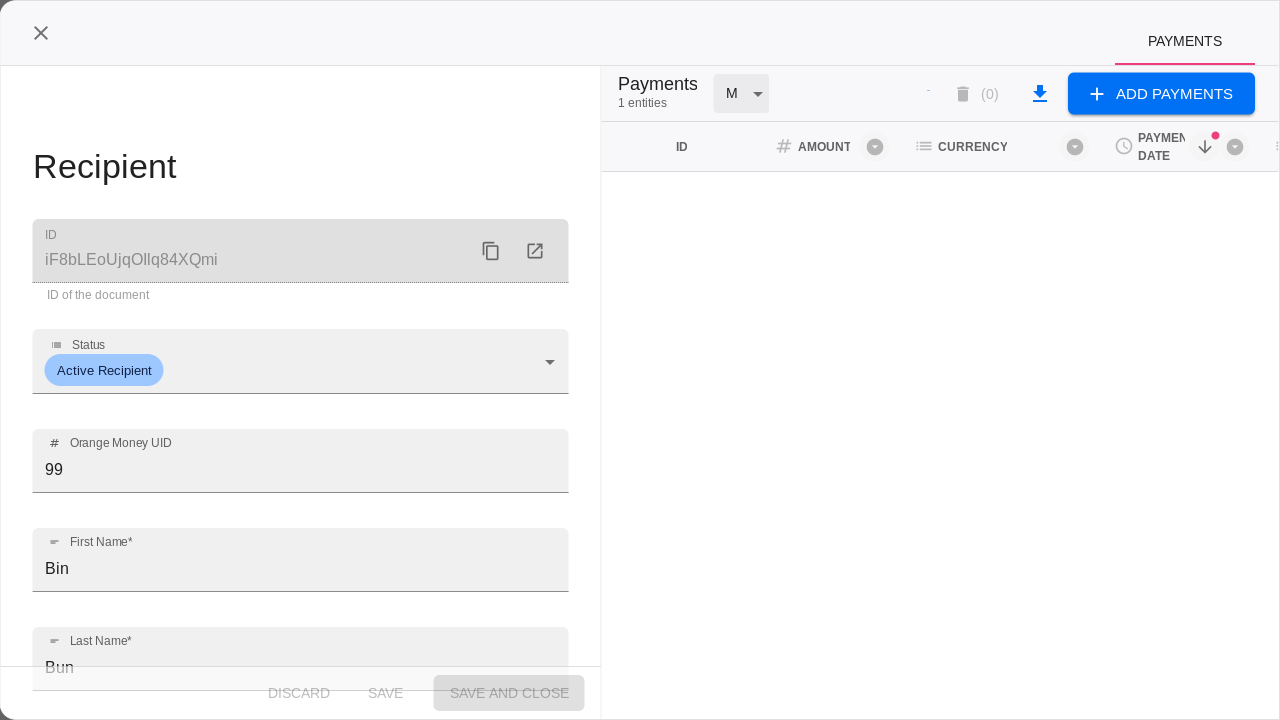 PAYMENTS
Recipient
ID
iF8bLEoUjqOllq84XQmi
ID of the document
Status
Active Recipient
# Orange Money UID
99
First Name*
Bin
Last Name*
Bun
DISCARD SAVE SAVE AND CLOSE
Payments
1 entities
M
- (0)
ADD PAYMENTS
ID # AMOUNT CURRENCY PAYMEN
DATE